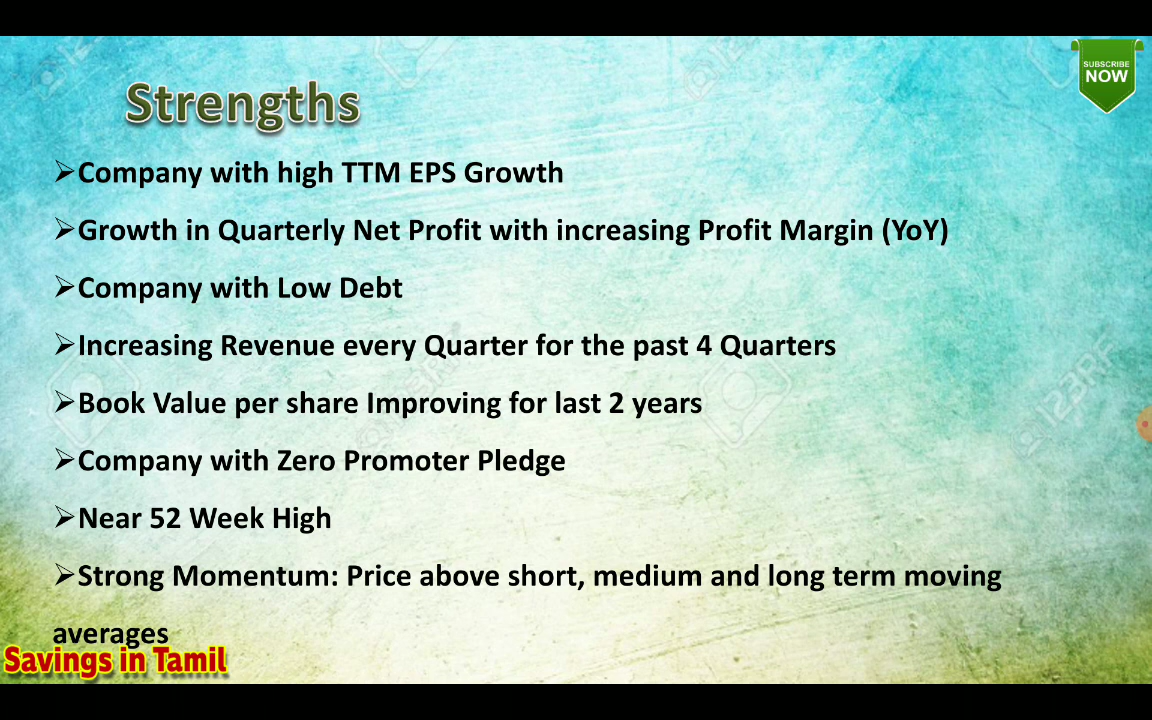 SUBSCRIBE
NOW
Strengths
➢Company with high TTM EPS Growth
➢Growth in Quarterly Net Profit with increasing Profit Margin (YoY)
➢Company with Low Debt
➢Increasing Revenue every Quarter for the past 4 Quarters
➢Book Value per share Improving for last 2 years
➢Company with Zero Promoter Pledge
➢Near 52 Week High
➢Strong Momentum: Price above short, medium and long term moving
averages
Savings in Tamil
123RF
123RF
123RF